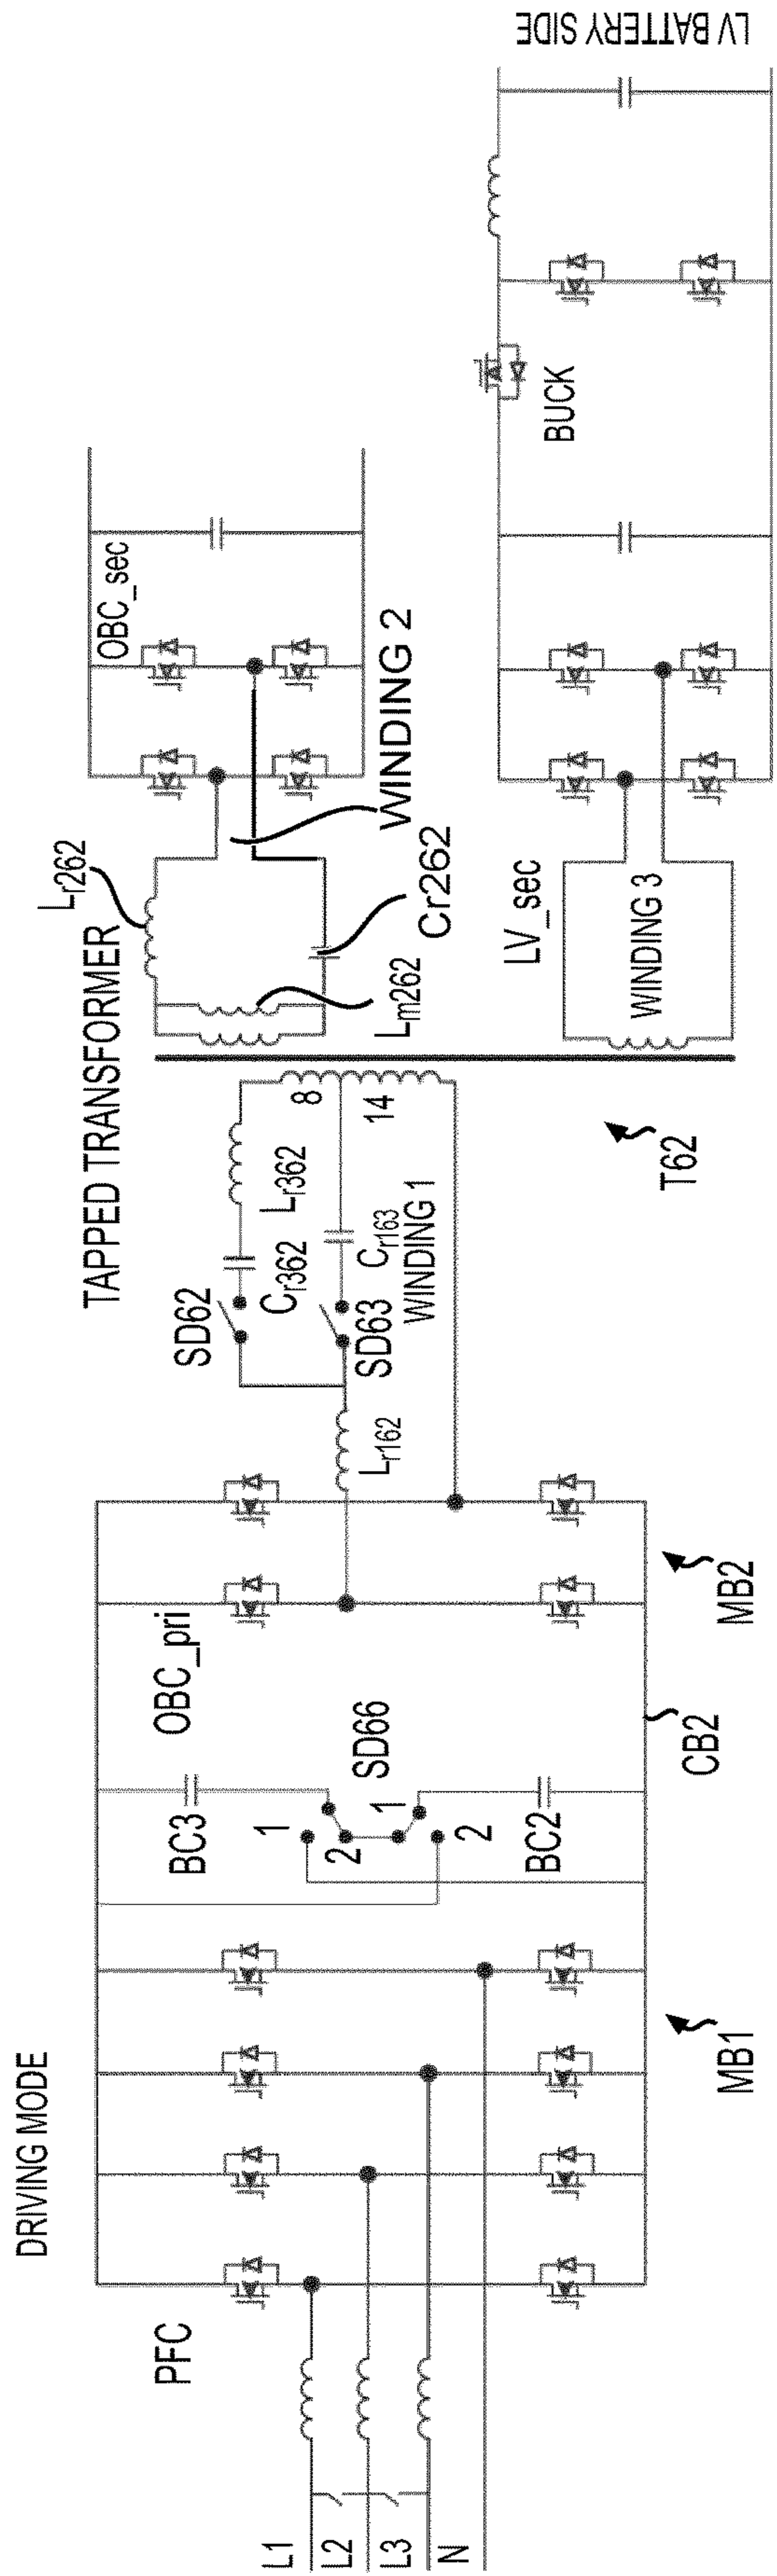 DRIVING MODE
PFC
L1
L2
L3
N
MB1
BC3
1
2
SD66
1
2
BC2
OBC_pri
CB2
MB2
TAPPED TRANSFORMER
SD62
Cr362
Lr362
8
14
SD63
Cr163
WINDING 1
Lr162
T62
Lr262
Lm262
Cr262
WINDING 2
OBC_sec
LV_sec
WINDING 3
BUCK
LV BATTERY SIDE